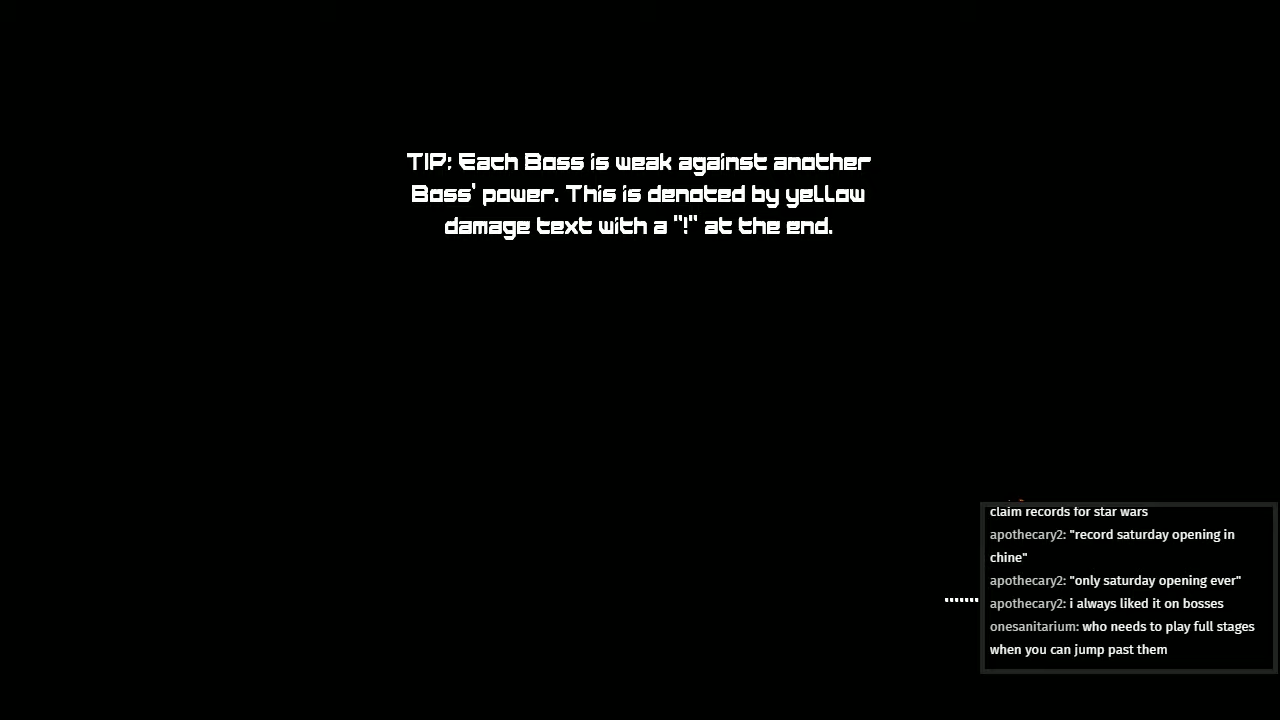 TIP: Each Boss is weak against another
Boss' power. This is denoted by yellow
damage text with a "!" at the end.
claim records for star wars
apothecary2: "record saturday opening in
chine"
apothecary2: "only saturday opening ever"
apothecary2: i always liked it on bosses
onesanitarium: who needs to play full stages
when you can jump past them